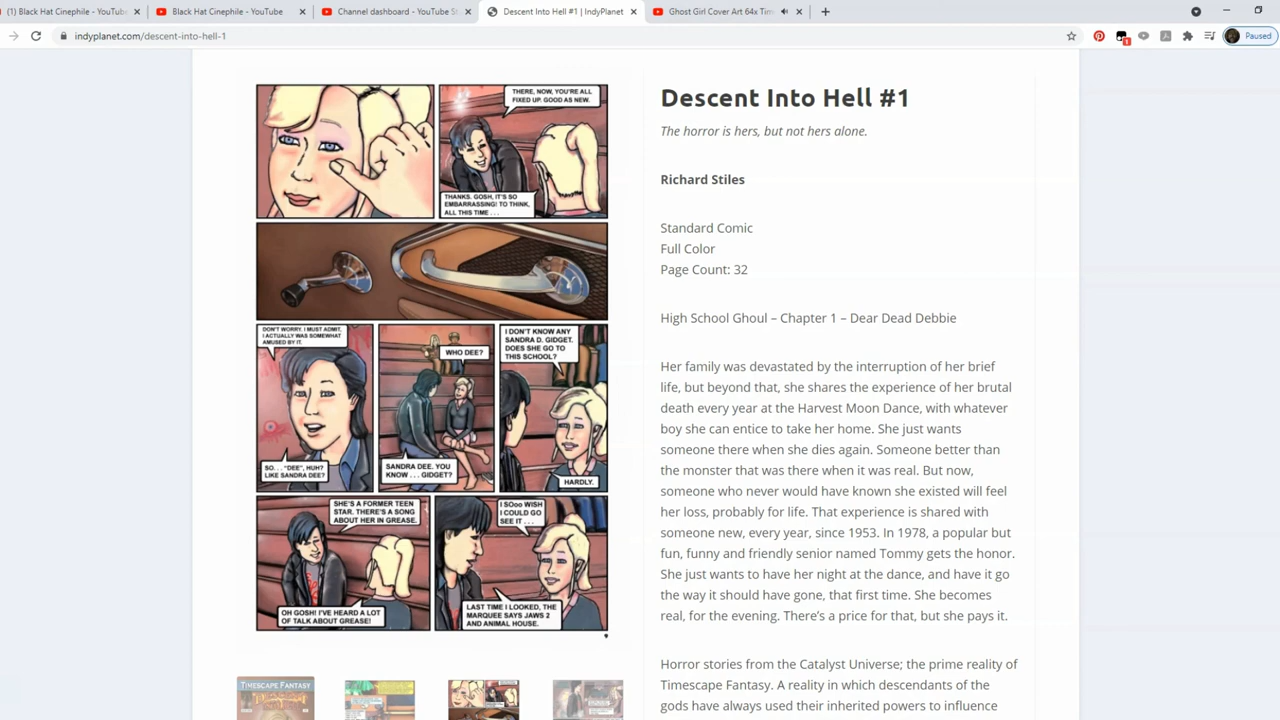 (1) Black Hat Cinephile - YouTube
Black Hat Cinephile - YouTube
Channel dashboard - YouTube St
Descent Into Hell #1 | IndyPlanet
Ghost Girl Cover Art 64x Tim
indyplanet.com/descent-into-hell-1
1
Paused
THERE, NOW, YOU'RE ALL
FIXED UP. GOOD AS NEW.
THANKS. GOSH, IT'S SO
EMBARRASSING! TO THINK,
ALL THIS TIME . . .
DON'T WORRY. I MUST ADMIT,
I ACTUALLY WAS SOMEWHAT
AMUSED BY IT.
SO. . . "DEE", HUH?
LIKE SANDRA DEE?
WHO DEE?
SANDRA DEE. YOU
KNOW . . . GIDGET?
I DON'T KNOW ANY
SANDRA D. GIDGET.
DOES SHE GO TO
THIS SCHOOL?
HARDLY.
SHE'S A FORMER TEEN
STAR. THERE'S A SONG
ABOUT HER IN GREASE.
OH GOSH! I'VE HEARD A LOT
OF TALK ABOUT GREASE!
I SOoo WISH
I COULD GO
SEE IT . . .
LAST TIME I LOOKED, THE
MARQUEE SAYS JAWS 2
AND ANIMAL HOUSE.
TIMESCAPE FANTASY
Descent Into Hell #1
The horror is hers, but not hers alone.
Richard Stiles
Standard Comic
Full Color
Page Count: 32
High School Ghoul – Chapter 1 – Dear Dead Debbie
Her family was devastated by the interruption of her brief
life, but beyond that, she shares the experience of her brutal
death every year at the Harvest Moon Dance, with whatever
boy she can entice to take her home. She just wants
someone there when she dies again. Someone better than
the monster that was there when it was real. But now,
someone who never would have known she existed will feel
her loss, probably for life. That experience is shared with
someone new, every year, since 1953. In 1978, a popular but
fun, funny and friendly senior named Tommy gets the honor.
She just wants to have her night at the dance, and have it go
the way it should have gone, that first time. She becomes
real, for the evening. There's a price for that, but she pays it.
Horror stories from the Catalyst Universe; the prime reality of
Timescape Fantasy. A reality in which descendants of the
gods have always used their inherited powers to influence